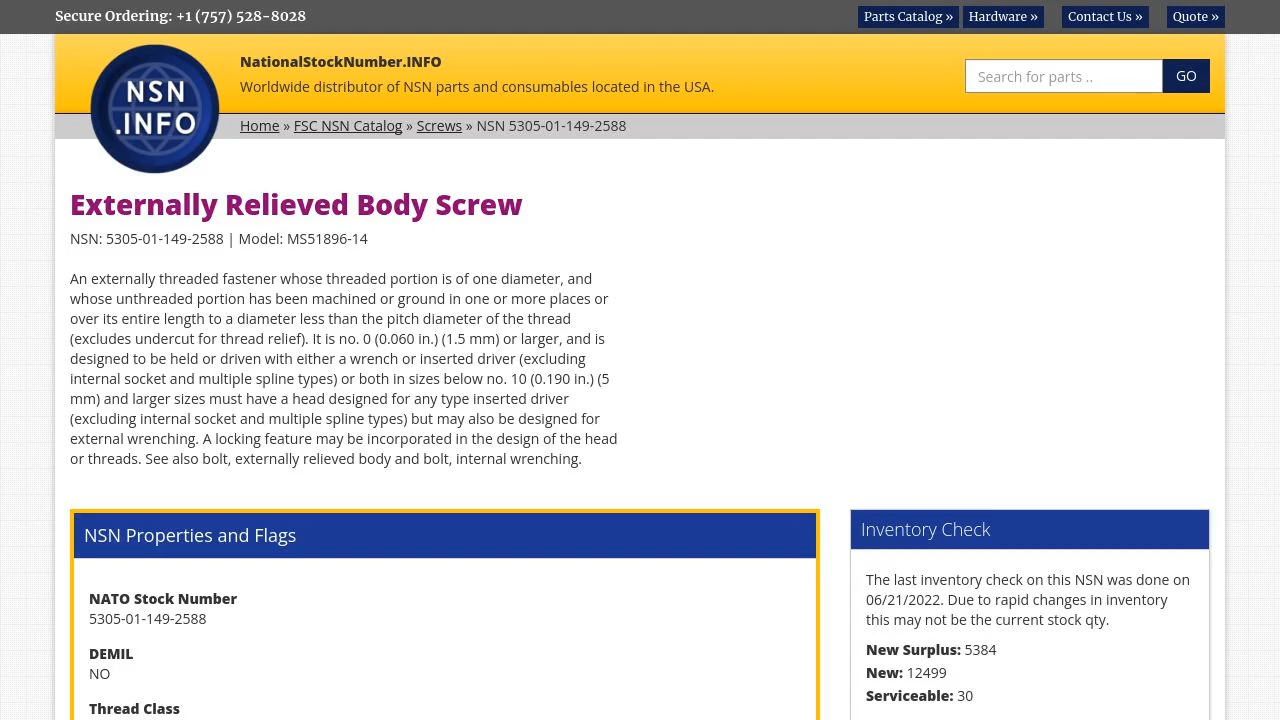 Secure Ordering: +1 (757) 528-8028
Parts Catalog »
Hardware »
Contact Us »
Quote »
NSN
.INFO
NationalStockNumber.INFO
Worldwide distributor of NSN parts and consumables located in the USA.
Search for parts ..
GO
Home » FSC NSN Catalog » Screws » NSN 5305-01-149-2588
Externally Relieved Body Screw
NSN: 5305-01-149-2588 | Model: MS51896-14
An externally threaded fastener whose threaded portion is of one diameter, and
whose unthreaded portion has been machined or ground in one or more places or
over its entire length to a diameter less than the pitch diameter of the thread
(excludes undercut for thread relief). It is no. 0 (0.060 in.) (1.5 mm) or larger, and is
designed to be held or driven with either a wrench or inserted driver (excluding
internal socket and multiple spline types) or both in sizes below no. 10 (0.190 in.) (5
mm) and larger sizes must have a head designed for any type inserted driver
(excluding internal socket and multiple spline types) but may also be designed for
external wrenching. A locking feature may be incorporated in the design of the head
or threads. See also bolt, externally relieved body and bolt, internal wrenching.
NSN Properties and Flags
NATO Stock Number
5305-01-149-2588
DEMIL
NO
Thread Class
Inventory Check
The last inventory check on this NSN was done on
06/21/2022. Due to rapid changes in inventory
this may not be the current stock qty.
New Surplus: 5384
New: 12499
Serviceable: 30